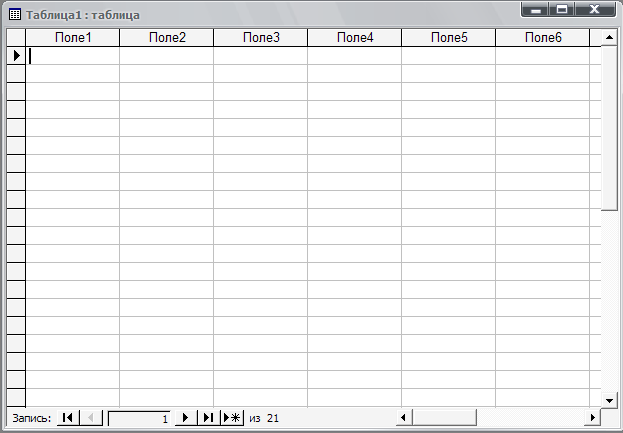 Таблица1 : таблица
Поле1 Поле2 Поле3 Поле4 Поле5 Поле6
Запись: 1 из 21